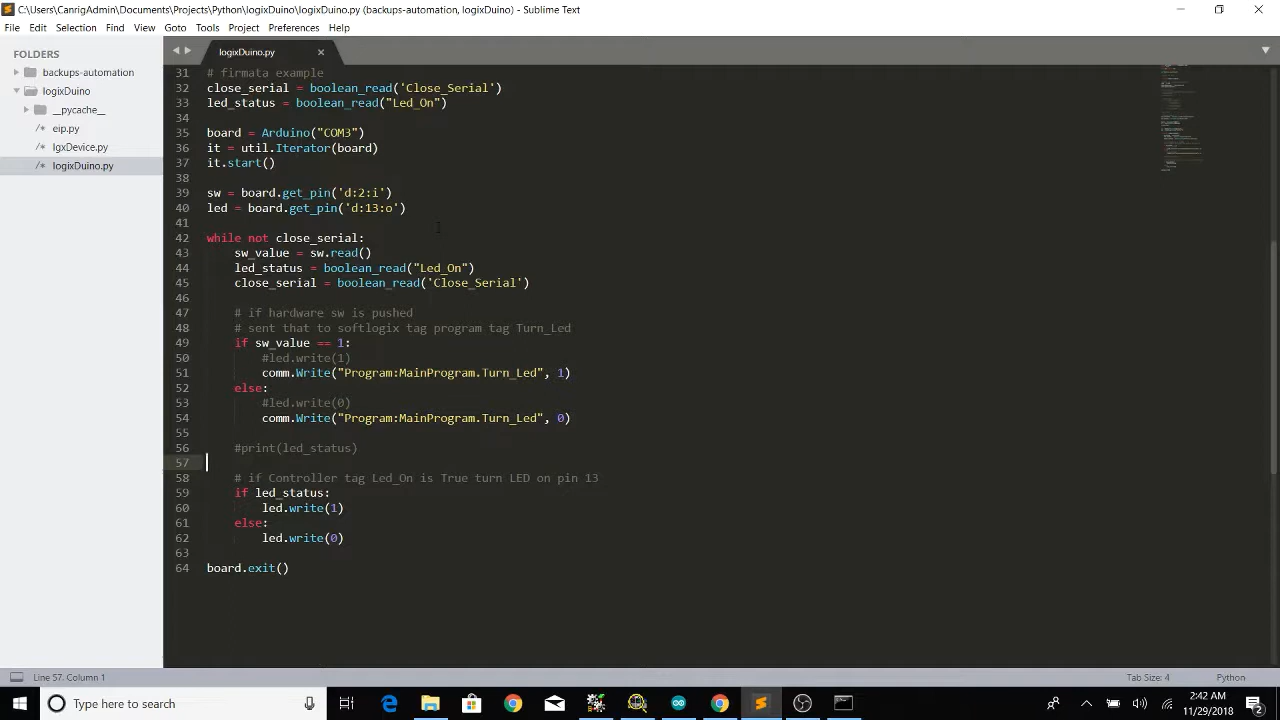 C:\Users\CanrigAdmin\Documents\Projects\Python\logixDuino\logixDuino.py (backups-automation, logixDuino) - Sublime Text
File Edit Selection Find View Goto Tools Project Preferences Help
FOLDERS
backups-automation
logixDuino
__pycache__
/* eip.py
/* lgxDevice.py
/* logixDuino.py
logixDuino.py ×
31 # firmata example
32 close_serial = boolean_read('Close_Serial')
33 led_status = boolean_read("Led_On")
34
35 board = Arduino("COM3")
36 it = util.Iterator(board)
37 it.start()
38
39 sw = board.get_pin('d:2:i')
40 led = board.get_pin('d:13:o')
41
42 while not close_serial:
43 sw_value = sw.read()
44 led_status = boolean_read("Led_On")
45 close_serial = boolean_read('Close_Serial')
46
47 # if hardware sw is pushed
48 # sent that to softlogix tag program tag Turn_Led
49 if sw_value == 1:
50 #led.write(1)
51 comm.Write("Program:MainProgram.Turn_Led", 1)
52 else:
53 #led.write(0)
54 comm.Write("Program:MainProgram.Turn_Led", 0)
55
56 #print(led_status)
57
58 # if Controller tag Led_On is True turn LED on pin 13
59 if led_status:
60 led.write(1)
61 else:
62 led.write(0)
63
64 board.exit()
Line 57, Column 1
Tab Size: 4 Python
Type here to search
2:42 AM
11/29/2018